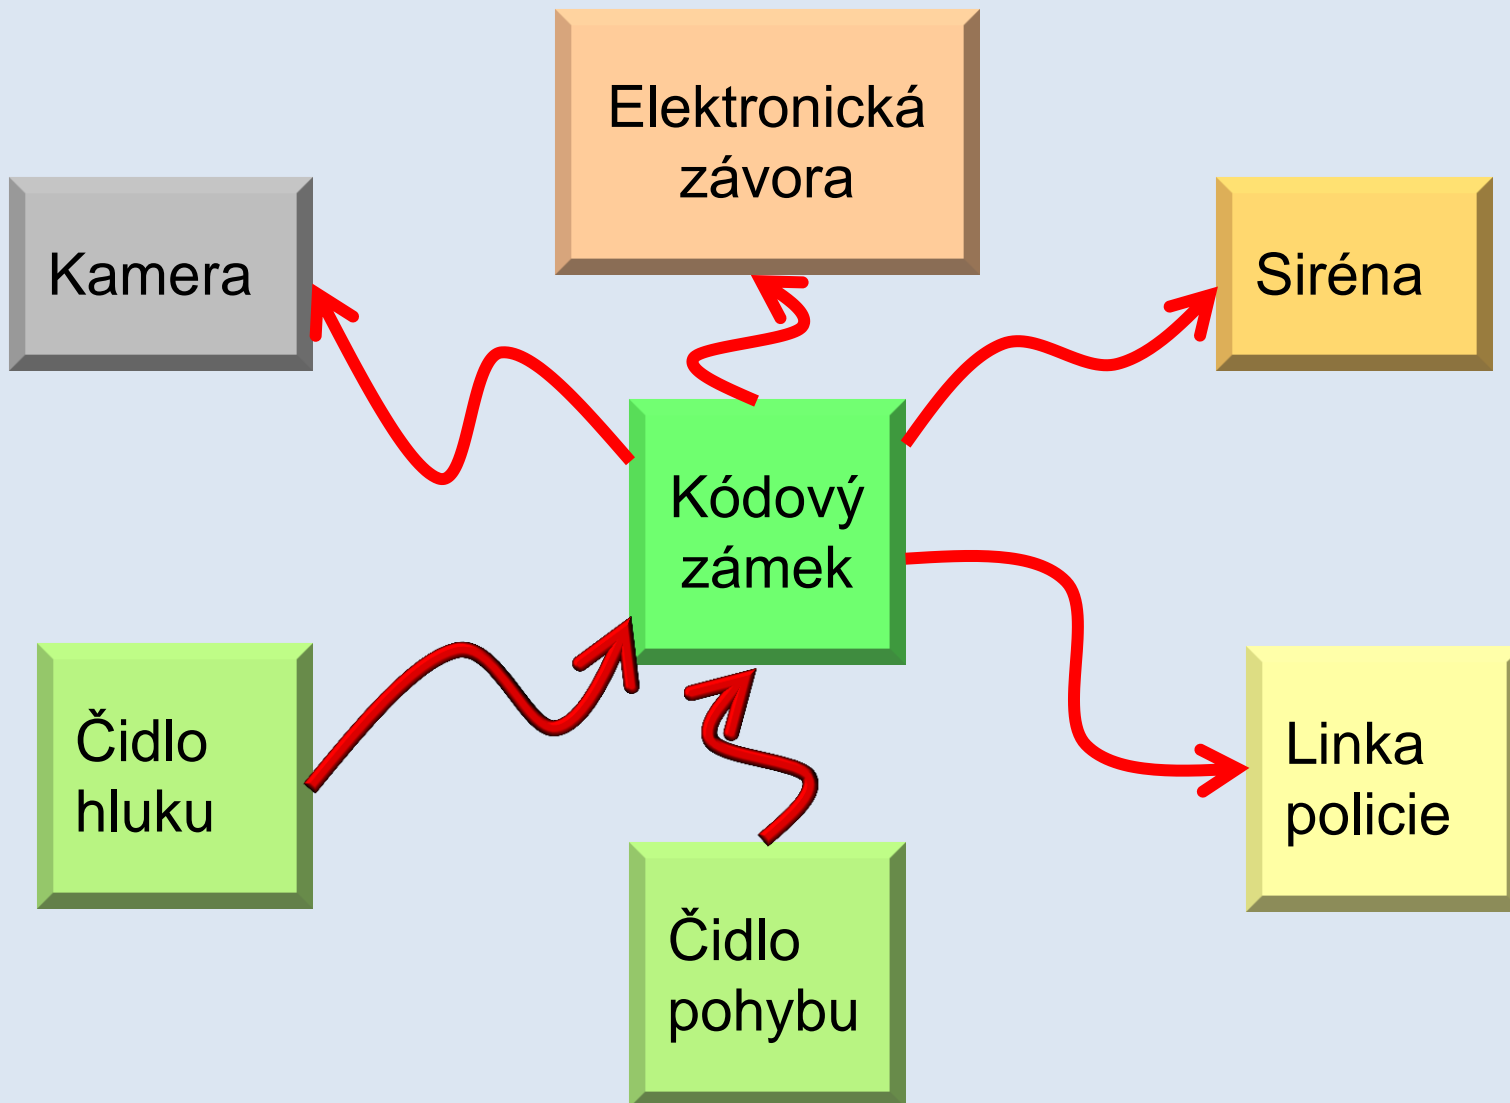 Elektronická
závora
Kamera
Siréna
Kódový
zámek
Čidlo
hluku
Linka
policie
Čidlo
pohybu